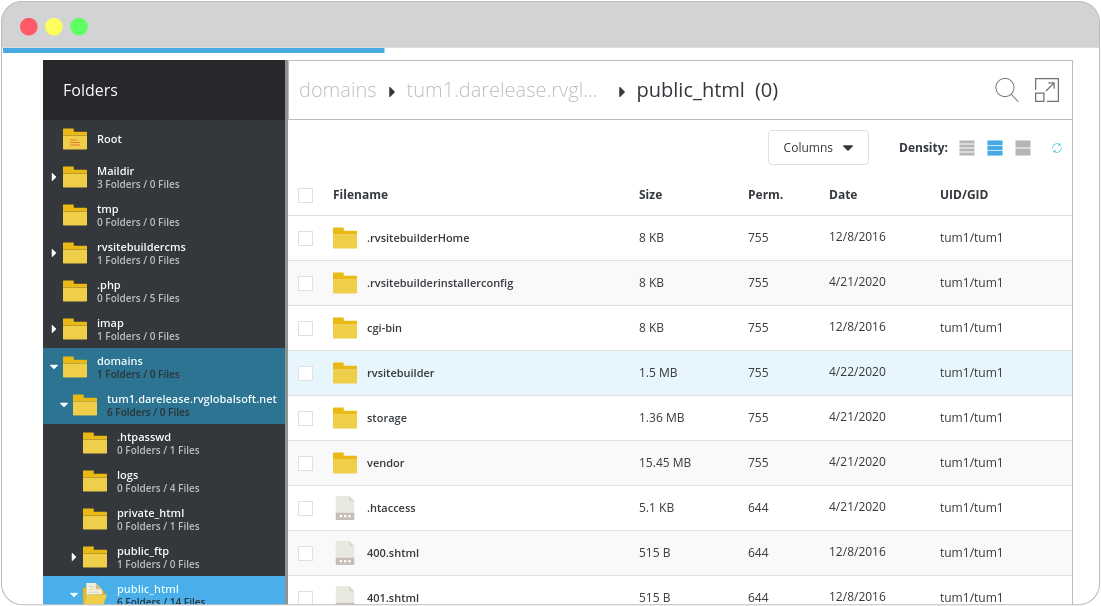 Folders
Root
Maildir
3 Folders / 0 Files
tmp
0 Folders / 0 Files
rvsitebuildercms
1 Folders / 0 Files
.php
0 Folders / 5 Files
imap
1 Folders / 0 Files
domains
1 Folders / 0 Files
tum1.darelease.rvglobalsoft.net
6 Folders / 0 Files
.htpasswd
0 Folders / 1 Files
logs
0 Folders / 4 Files
private_html
0 Folders / 1 Files
public_ftp
1 Folders / 0 Files
public_html
6 Folders / 14 Files
domains tum1.darelease.rvgl... public_html (0)
Columns Density:
Filename Size Perm. Date UID/GID
.rvsitebuilderHome 8 KB 755 12/8/2016 tum1/tum1
.rvsitebuilderinstallerconfig 8 KB 755 4/21/2020 tum1/tum1
cgi-bin 8 KB 755 12/8/2016 tum1/tum1
rvsitebuilder 1.5 MB 755 4/22/2020 tum1/tum1
storage 1.36 MB 755 4/21/2020 tum1/tum1
vendor 15.45 MB 755 4/21/2020 tum1/tum1
.htaccess 5.1 KB 644 4/21/2020 tum1/tum1
400.shtml 515 B 644 12/8/2016 tum1/tum1
401.shtml 515 B 644 12/8/2016 tum1/tum1